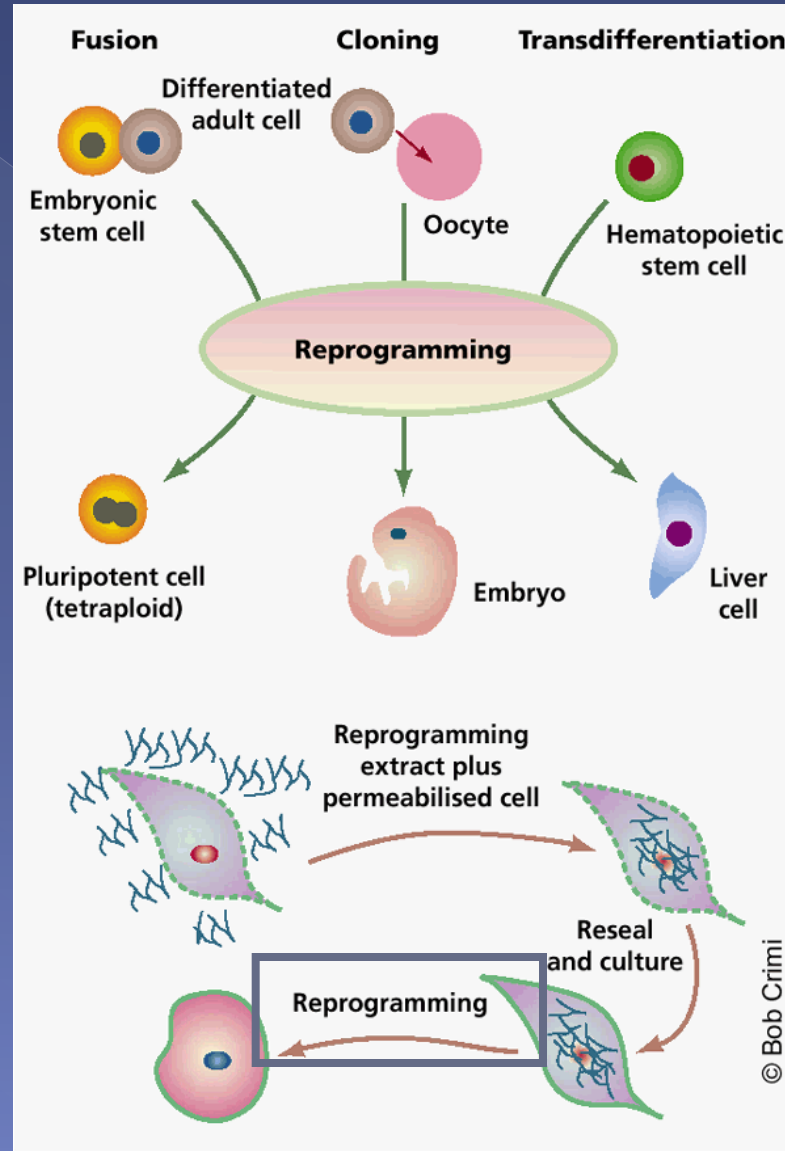 Fusion
Cloning
Transdifferentiation
Differentiated
adult cell
Embryonic
stem cell
Oocyte
Hematopoietic
stem cell
Reprogramming
Pluripotent cell
(tetraploid)
Embryo
Liver
cell
Reprogramming
extract plus
permeabilised cell
Reseal
and culture
Reprogramming
© Bob Crimi